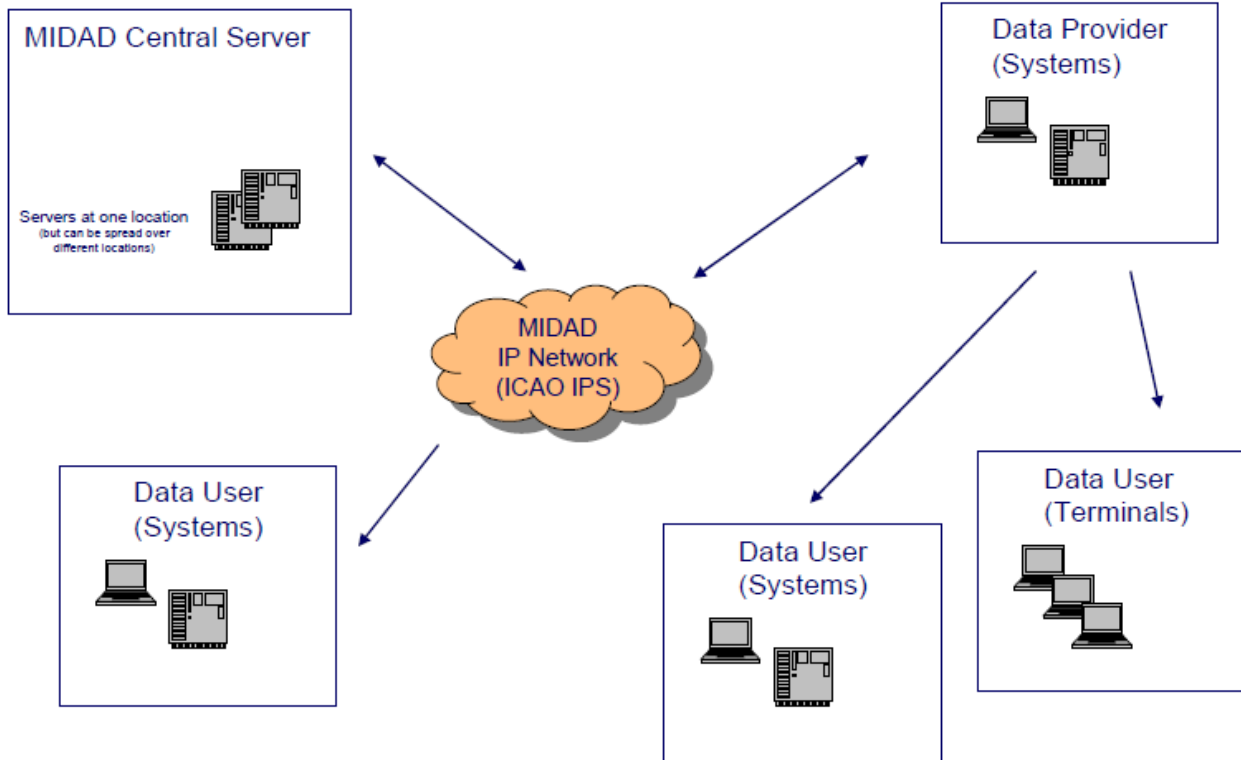 MIDAD Central Server
Servers at one location
(but can be spread over
different locations)
Data Provider
(Systems)
MIDAD
IP Network
(ICAO IPS)
Data User
(Systems)
Data User
(Systems)
Data User
(Terminals)